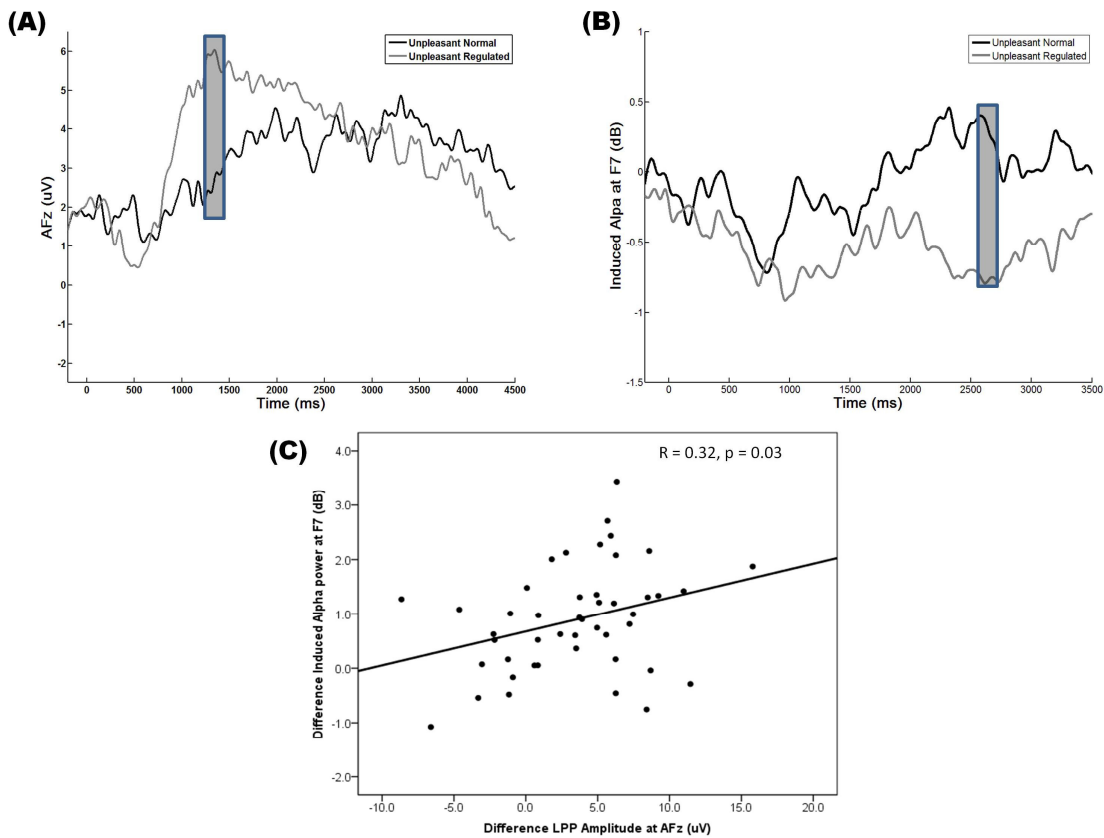 (A)
Unpleasant Normal
Unpleasant Regulated
AFz (uV)
6
5
4
3
2
1
0
-1
-2
0 500 1000 1500 2000 2500 3000 3500 4000 4500
Time (ms)
(B)
Unpleasant Normal
Unpleasant Regulated
Induced Alpa at F7 (dB)
1
0.5
0
-0.5
-1
-1.5
0 500 1000 1500 2000 2500 3000 3500
Time (ms)
(C)
R = 0.32, p = 0.03
Difference Induced Alpha power at F7 (dB)
4.0
3.0
2.0
1.0
0.0
-1.0
-2.0
-10.0 -5.0 0.0 5.0 10.0 15.0 20.0
Difference LPP Amplitude at AFz (uV)